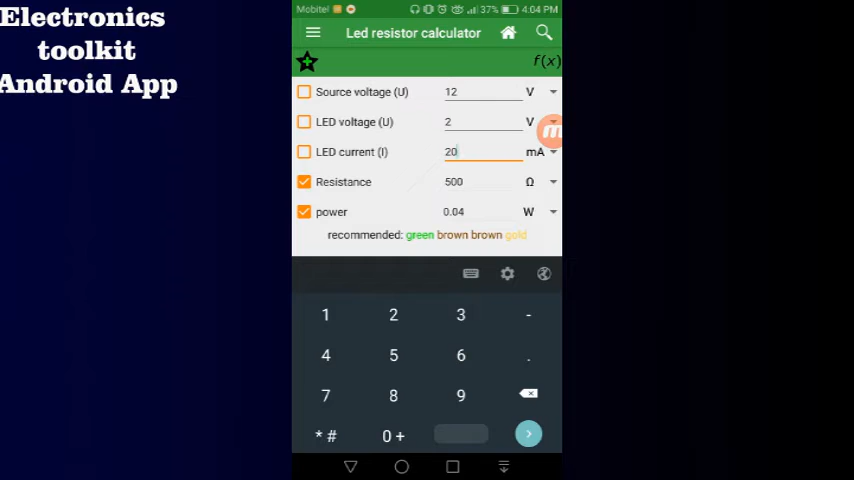 Electronics
toolkit
Android App
Mobitel 37% 4:04 PM
Led resistor calculator
f(x)
Source voltage (U) 12 V
LED voltage (U) 2 V
LED current (I) 20 mA
Resistance 500 Ω
power 0.04 W
recommended: green brown brown gold
1 2 3 -
4 5 6 .
7 8 9
* # 0 +